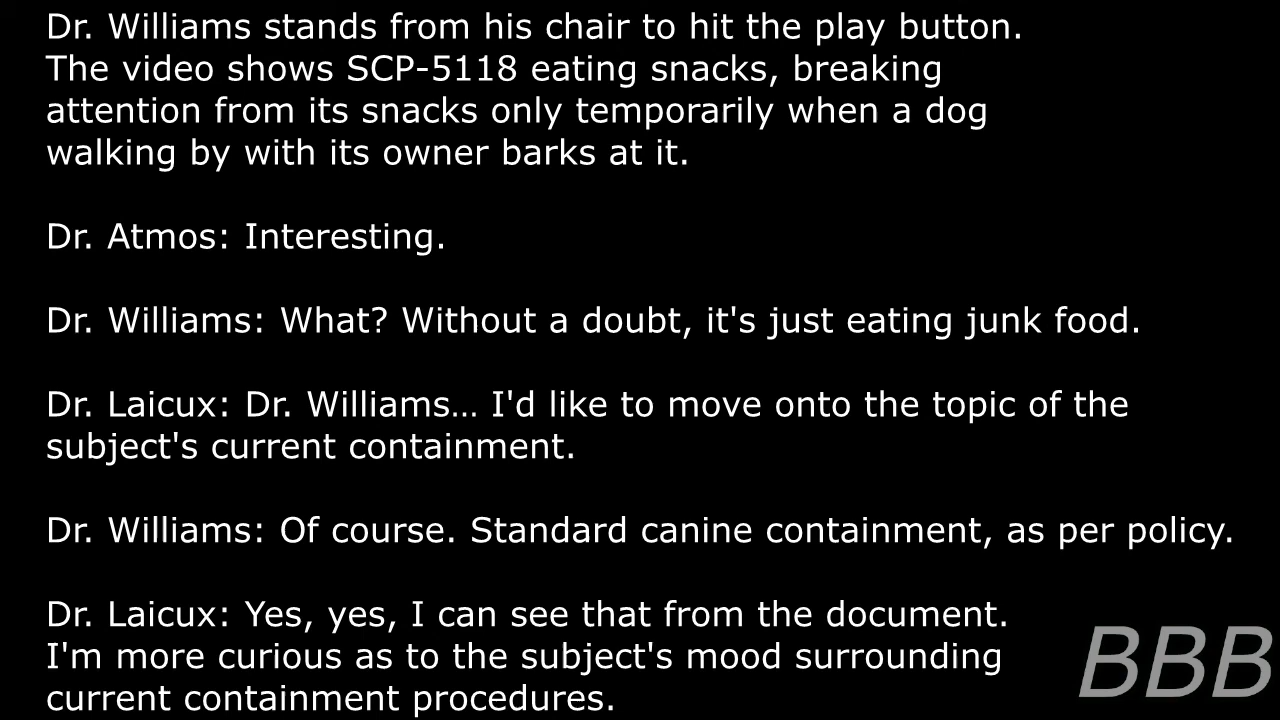 Dr. Williams stands from his chair to hit the play button.
The video shows SCP-5118 eating snacks, breaking
attention from its snacks only temporarily when a dog
walking by with its owner barks at it.
Dr. Atmos: Interesting.
Dr. Williams: What? Without a doubt, it's just eating junk food.
Dr. Laicux: Dr. Williams… I'd like to move onto the topic of the
subject's current containment.
Dr. Williams: Of course. Standard canine containment, as per policy.
Dr. Laicux: Yes, yes, I can see that from the document.
I'm more curious as to the subject's mood surrounding
current containment procedures.
BBB